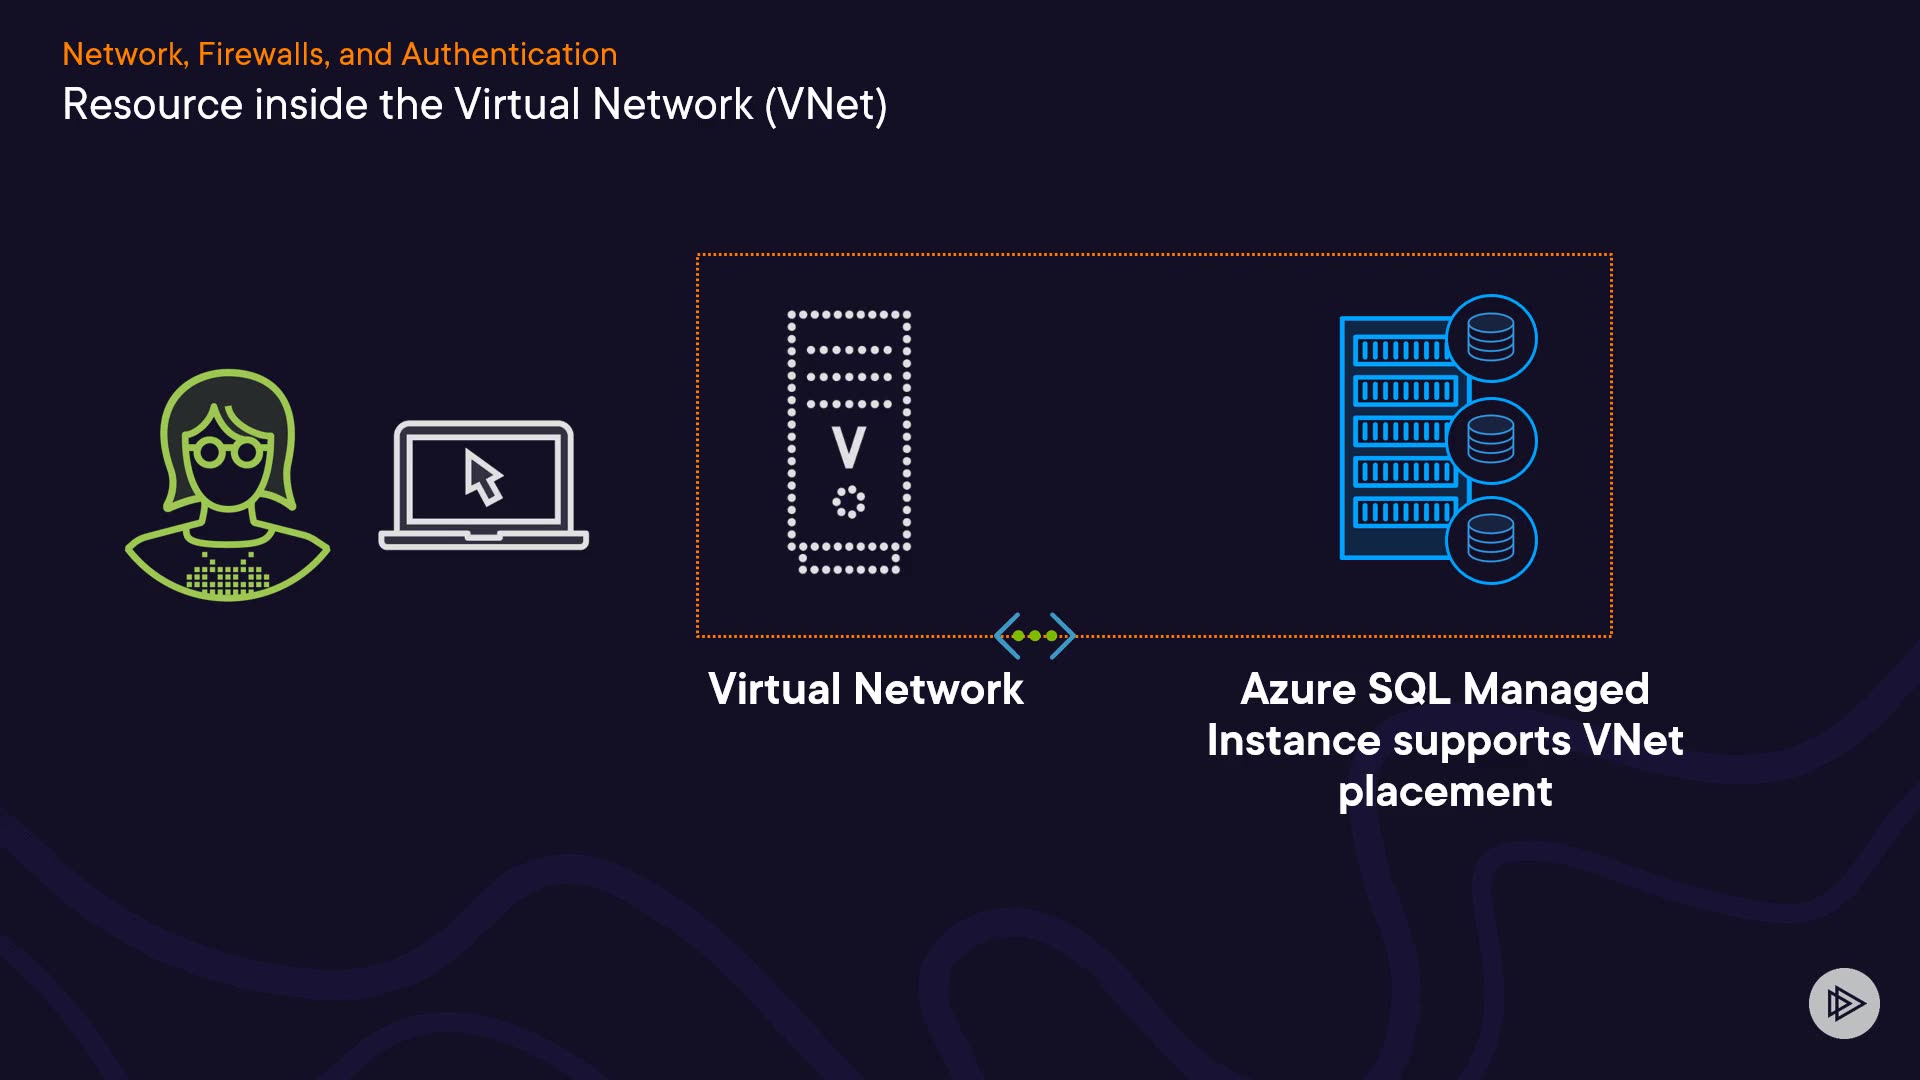 Network, Firewalls, and Authentication
Resource inside the Virtual Network (VNet)
V
Virtual Network
Azure SQL Managed
Instance supports VNet
placement